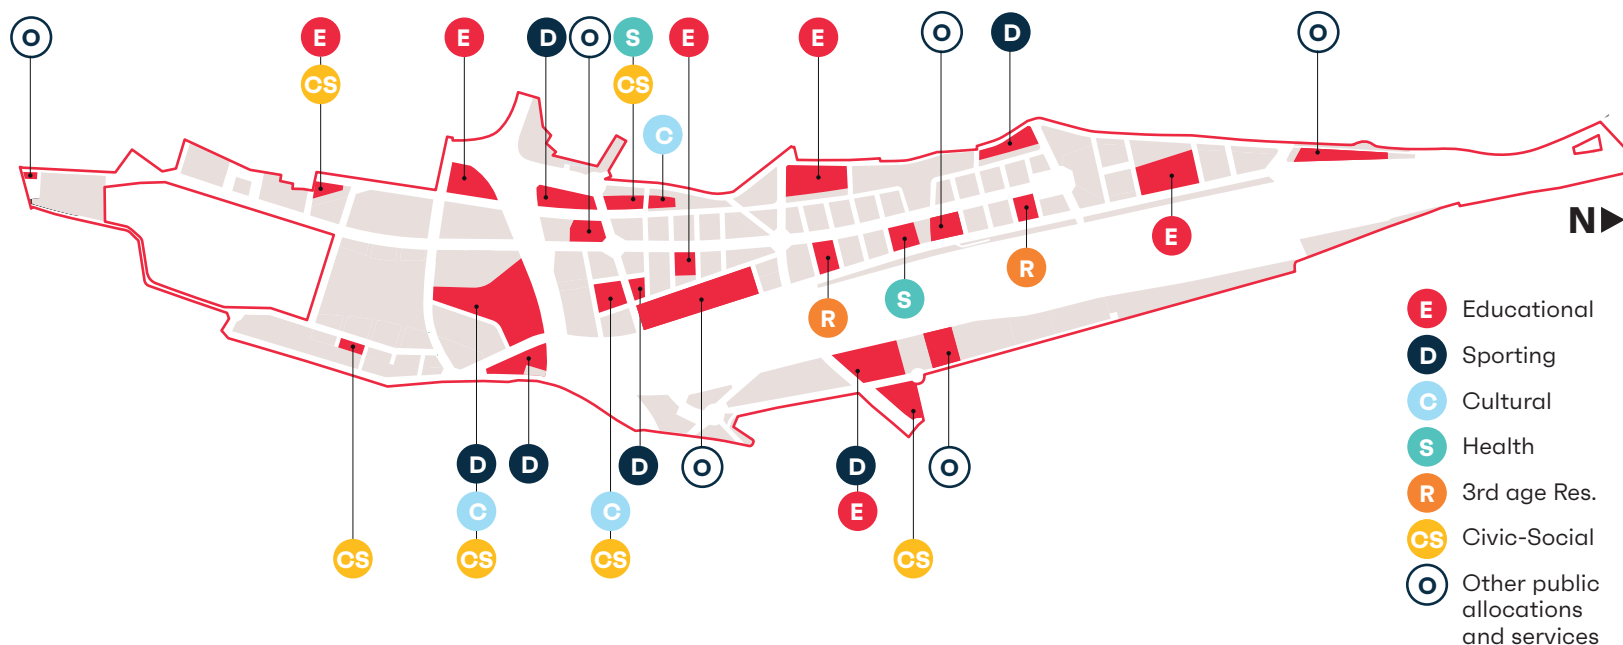 O E E D O S E E O D O
CS CS
C
N
E
R
S
R
E Educational
D Sporting
C Cultural
S Health
R 3rd age Res.
CS Civic-Social
O Other public
allocations
and services
D D D O D O
C C E
CS CS CS CS